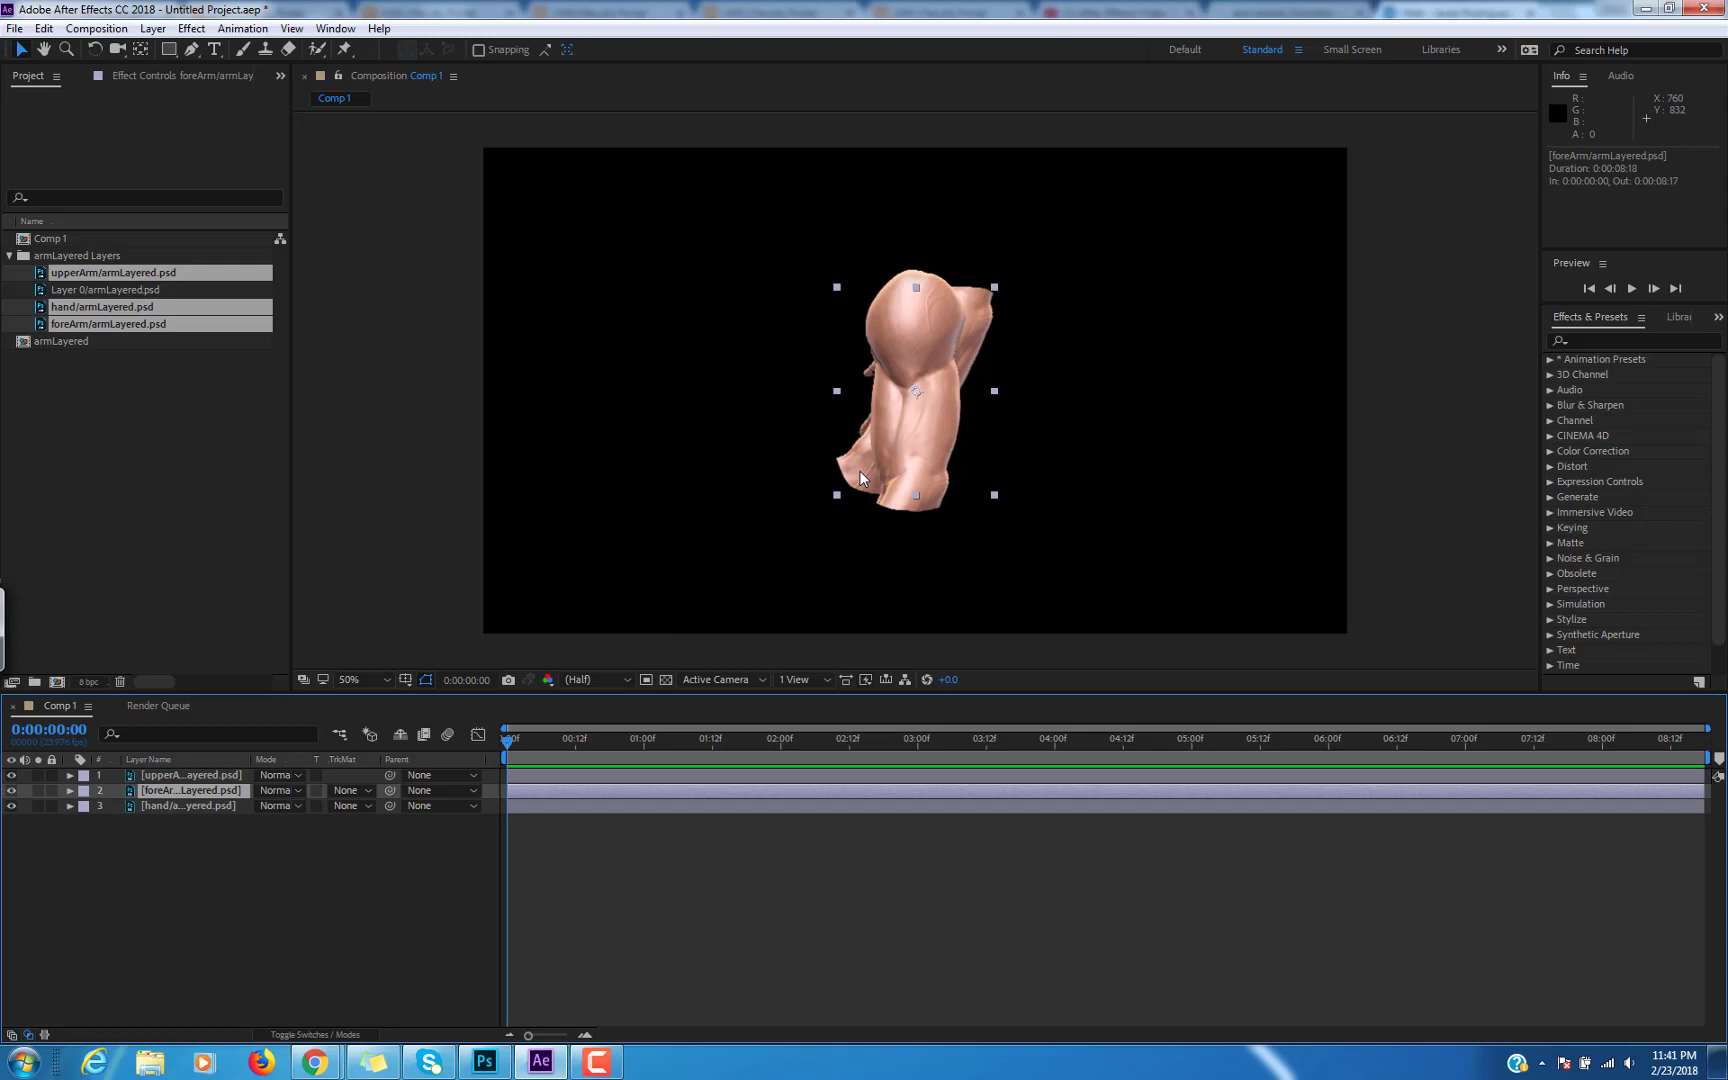 Adobe After Effects CC 2018 - Untitled Project.aep *
File Edit Composition Layer Effect Animation View Window Help
Snapping
Default Standard Small Screen Libraries Search Help
Project Effect Controls foreArm/armLay
Composition Comp 1
Info Audio
Comp 1
R :
G :
B :
A : 0
X : 760
Y : 832
[foreArm/armLayered.psd]
Duration: 0:00:08:18
In: 0:00:00:00, Out: 0:00:08:17
Name
Comp 1
armLayered Layers
upperArm/armLayered.psd
Layer 0/armLayered.psd
hand/armLayered.psd
foreArm/armLayered.psd
armLayered
Preview
Effects & Presets Librai
* Animation Presets
3D Channel
Audio
Blur & Sharpen
Channel
CINEMA 4D
Color Correction
Distort
Expression Controls
Generate
Immersive Video
Keying
Matte
Noise & Grain
Obsolete
Perspective
Simulation
Stylize
Synthetic Aperture
Text
Time
8 bpc
50% 0:00:00:00 (Half) Active Camera 1 View +0.0
Comp 1 Render Queue
0:00:00:00
00000 (23.976 fps)
:00f 00:12f 01:00f 01:12f 02:00f 02:12f 03:00f 03:12f 04:00f 04:12f 05:00f 05:12f 06:00f 06:12f 07:00f 07:12f 08:00f 08:12f
# Layer Name Mode T .TrkMat Parent
1 [upperA...ayered.psd] Norma None
2 [foreAr...Layered.psd] Norma None None
3 [hand/a...yered.psd] Norma None None
Toggle Switches / Modes
Ps Ae
11:41 PM
2/23/2018